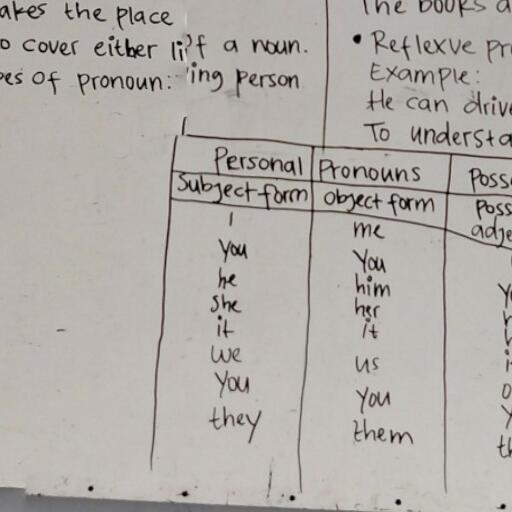 akes the place
o cover either li f a noun.
pes of pronoun: ing person
The books a
• Reflexve pr
Example:
He can drive
To understa
Personal Pronouns Posse
Subject form object form Poss
adje
I me
You You
he him
She her
it it
we us
You You
they them